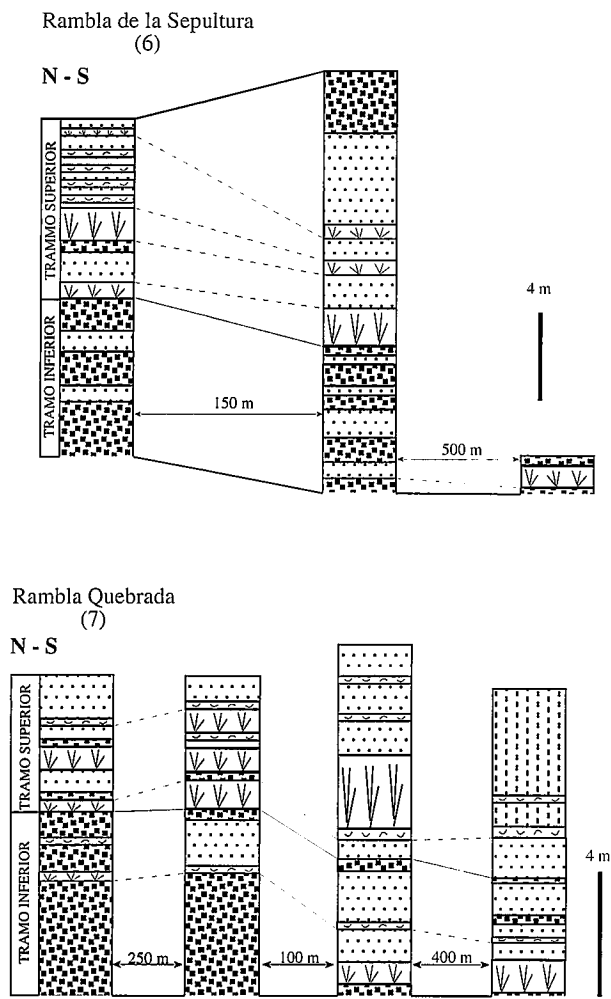 Rambla de la Sepultura
(6)
N - S
TRAMMO SUPERIOR
TRAMO INFERIOR
4 m
150 m
500 m
Rambla Quebrada
(7)
N - S
TRAMO SUPERIOR
TRAMO INFERIOR
4 m
250 m
100 m
400 m